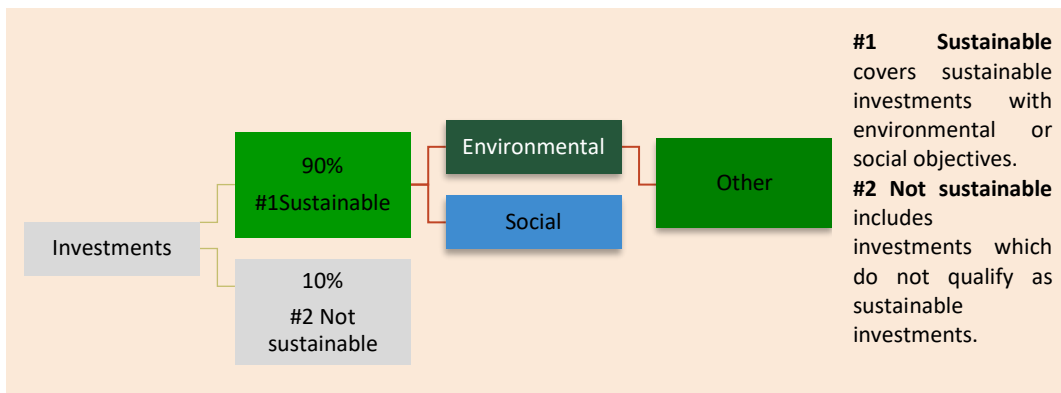 Investments
90%
#1Sustainable
10%
#2 Not
sustainable
Environmental
Social
Other
#1 Sustainable
covers sustainable
investments with
environmental or
social objectives.
#2 Not sustainable
includes
investments which
do not qualify as
sustainable
investments.